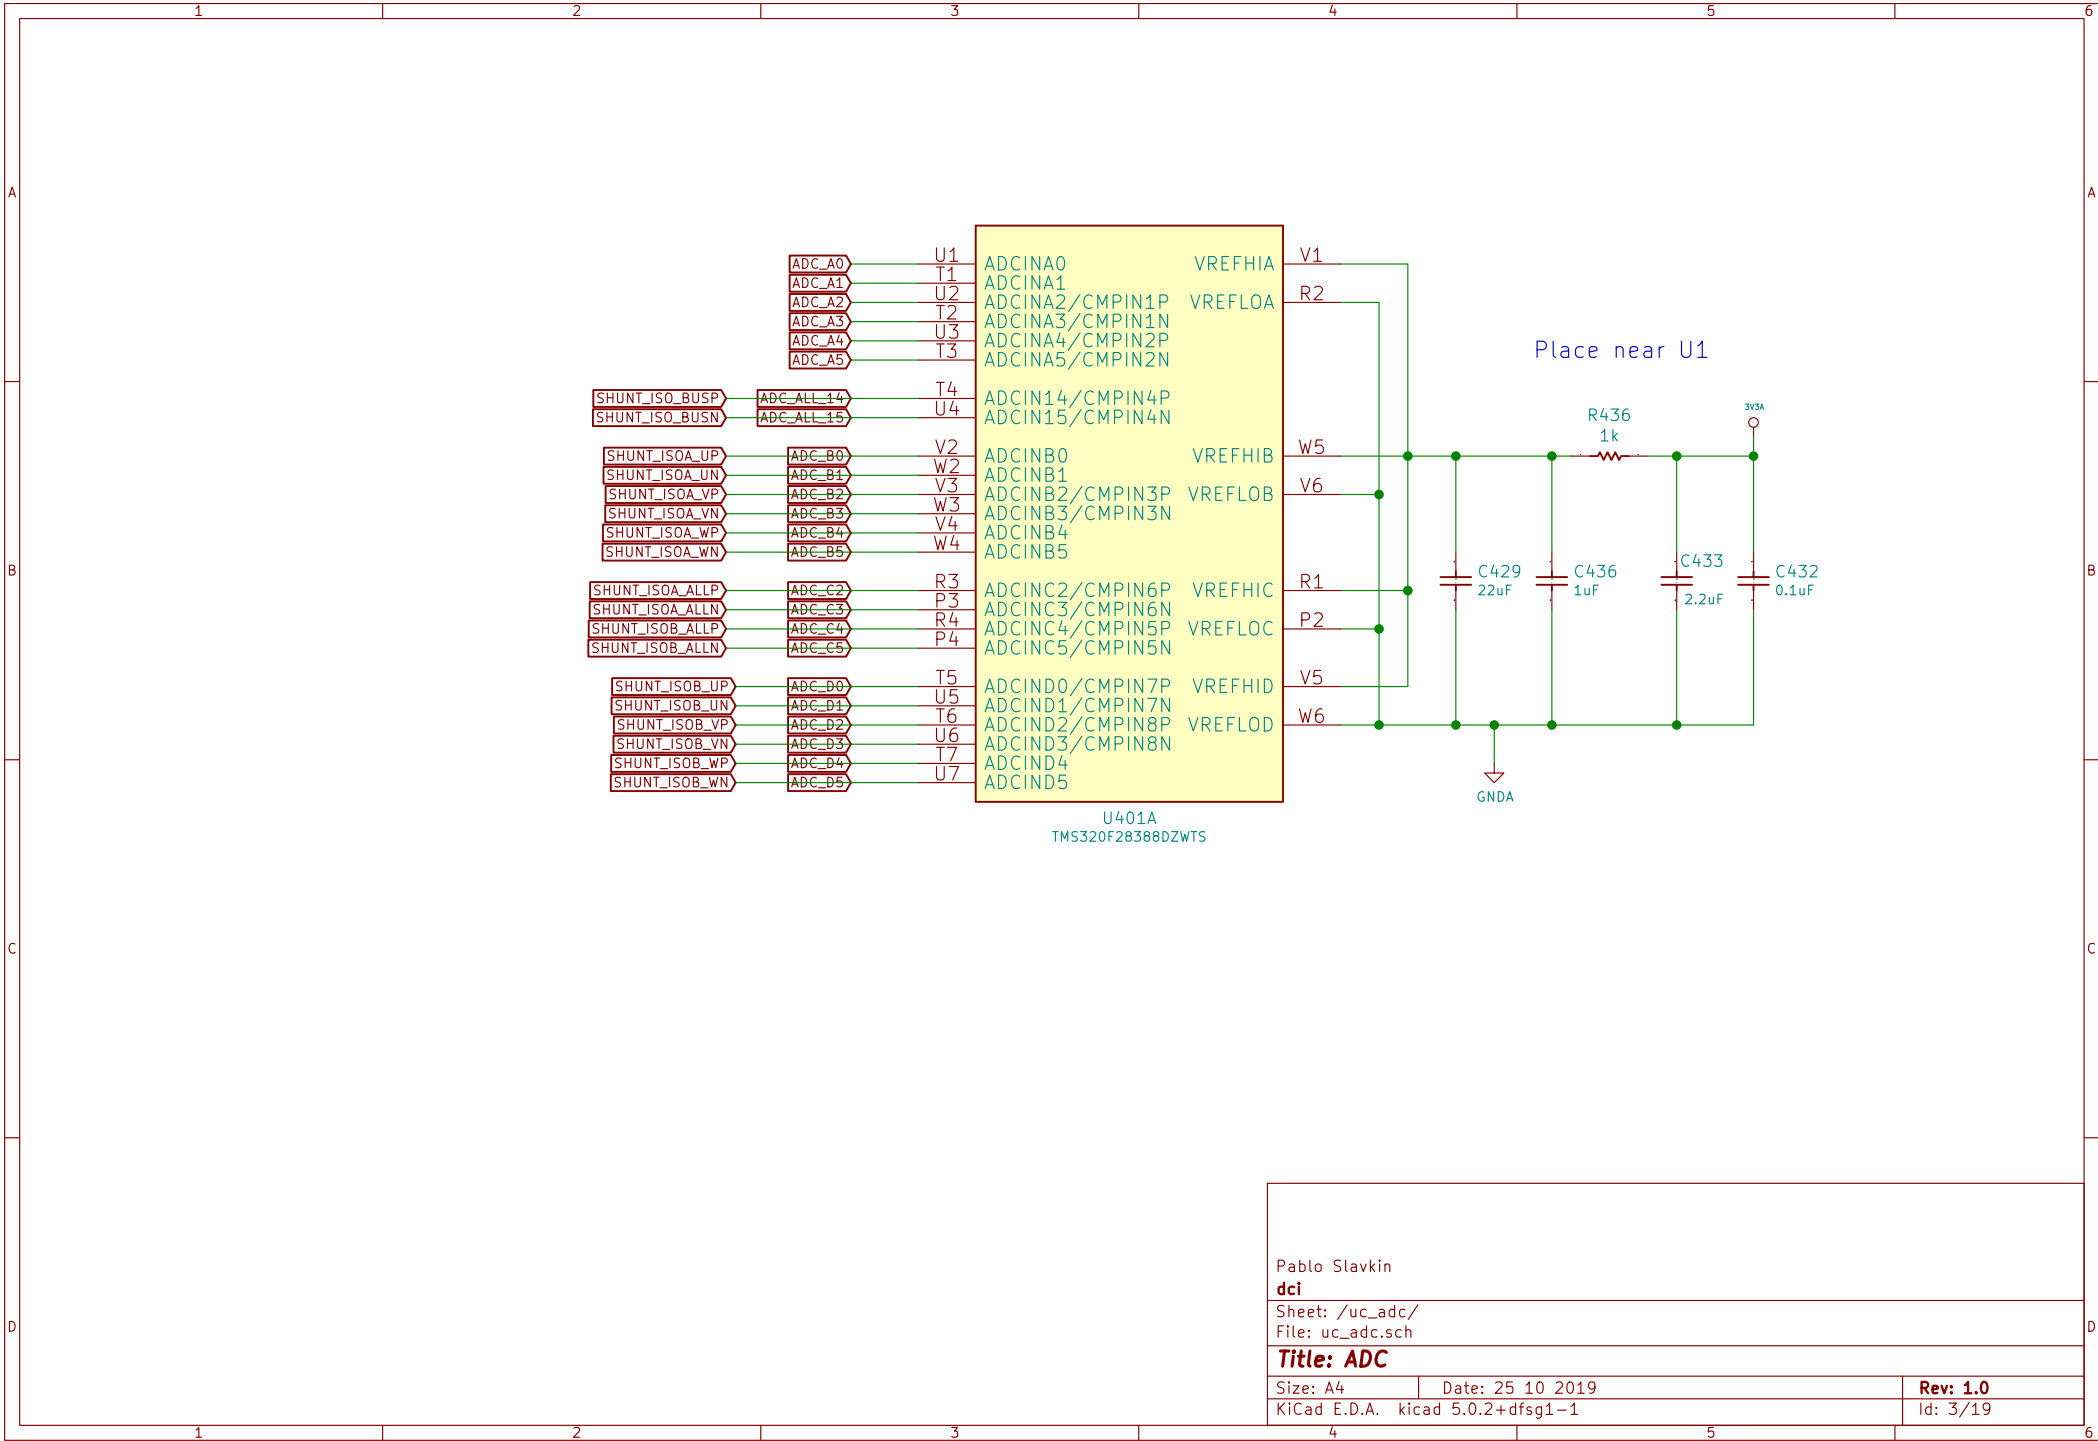 1 2 3 4 5 6
A A
B B
C C
D D
ADC_A0 U1 ADCINA0
ADC_A1 T1 ADCINA1
ADC_A2 U2 ADCINA2/CMPIN1P
ADC_A3 T2 ADCINA3/CMPIN1N
ADC_A4 U3 ADCINA4/CMPIN2P
ADC_A5 T3 ADCINA5/CMPIN2N
SHUNT_ISO_BUSP ADC_ALL_14 T4 ADCIN14/CMPIN4P
SHUNT_ISO_BUSN ADC_ALL_15 U4 ADCIN15/CMPIN4N
SHUNT_ISOA_UP ADC_B0 V2 ADCINB0
SHUNT_ISOA_UN ADC_B1 W2 ADCINB1
SHUNT_ISOA_VP ADC_B2 V3 ADCINB2/CMPIN3P
SHUNT_ISOA_VN ADC_B3 W3 ADCINB3/CMPIN3N
SHUNT_ISOA_WP ADC_B4 V4 ADCINB4
SHUNT_ISOA_WN ADC_B5 W4 ADCINB5
SHUNT_ISOA_ALLP ADC_C2 R3 ADCINC2/CMPIN6P
SHUNT_ISOA_ALLN ADC_C3 P3 ADCINC3/CMPIN6N
SHUNT_ISOB_ALLP ADC_C4 R4 ADCINC4/CMPIN5P
SHUNT_ISOB_ALLN ADC_C5 P4 ADCINC5/CMPIN5N
SHUNT_ISOB_UP ADC_D0 T5 ADCIND0/CMPIN7P
SHUNT_ISOB_UN ADC_D1 U5 ADCIND1/CMPIN7N
SHUNT_ISOB_VP ADC_D2 T6 ADCIND2/CMPIN8P
SHUNT_ISOB_VN ADC_D3 U6 ADCIND3/CMPIN8N
SHUNT_ISOB_WP ADC_D4 T7 ADCIND4
SHUNT_ISOB_WN ADC_D5 U7 ADCIND5
VREFHIA V1
VREFLOA R2
VREFHIB W5
VREFLOB V6
VREFHIC R1
VREFLOC P2
VREFHID V5
VREFLOD W6
U401A
TMS320F28388DZWTS
Place near U1
3V3A
R436
1k
C429
22uF
C436
1uF
C433
2.2uF
C432
0.1uF
GNDA
Pablo Slavkin
dci
Sheet: /uc_adc/
File: uc_adc.sch
Title: ADC
Size: A4 Date: 25 10 2019 Rev: 1.0
KiCad E.D.A. kicad 5.0.2+dfsg1-1 Id: 3/19
1 2 3 4 5 6